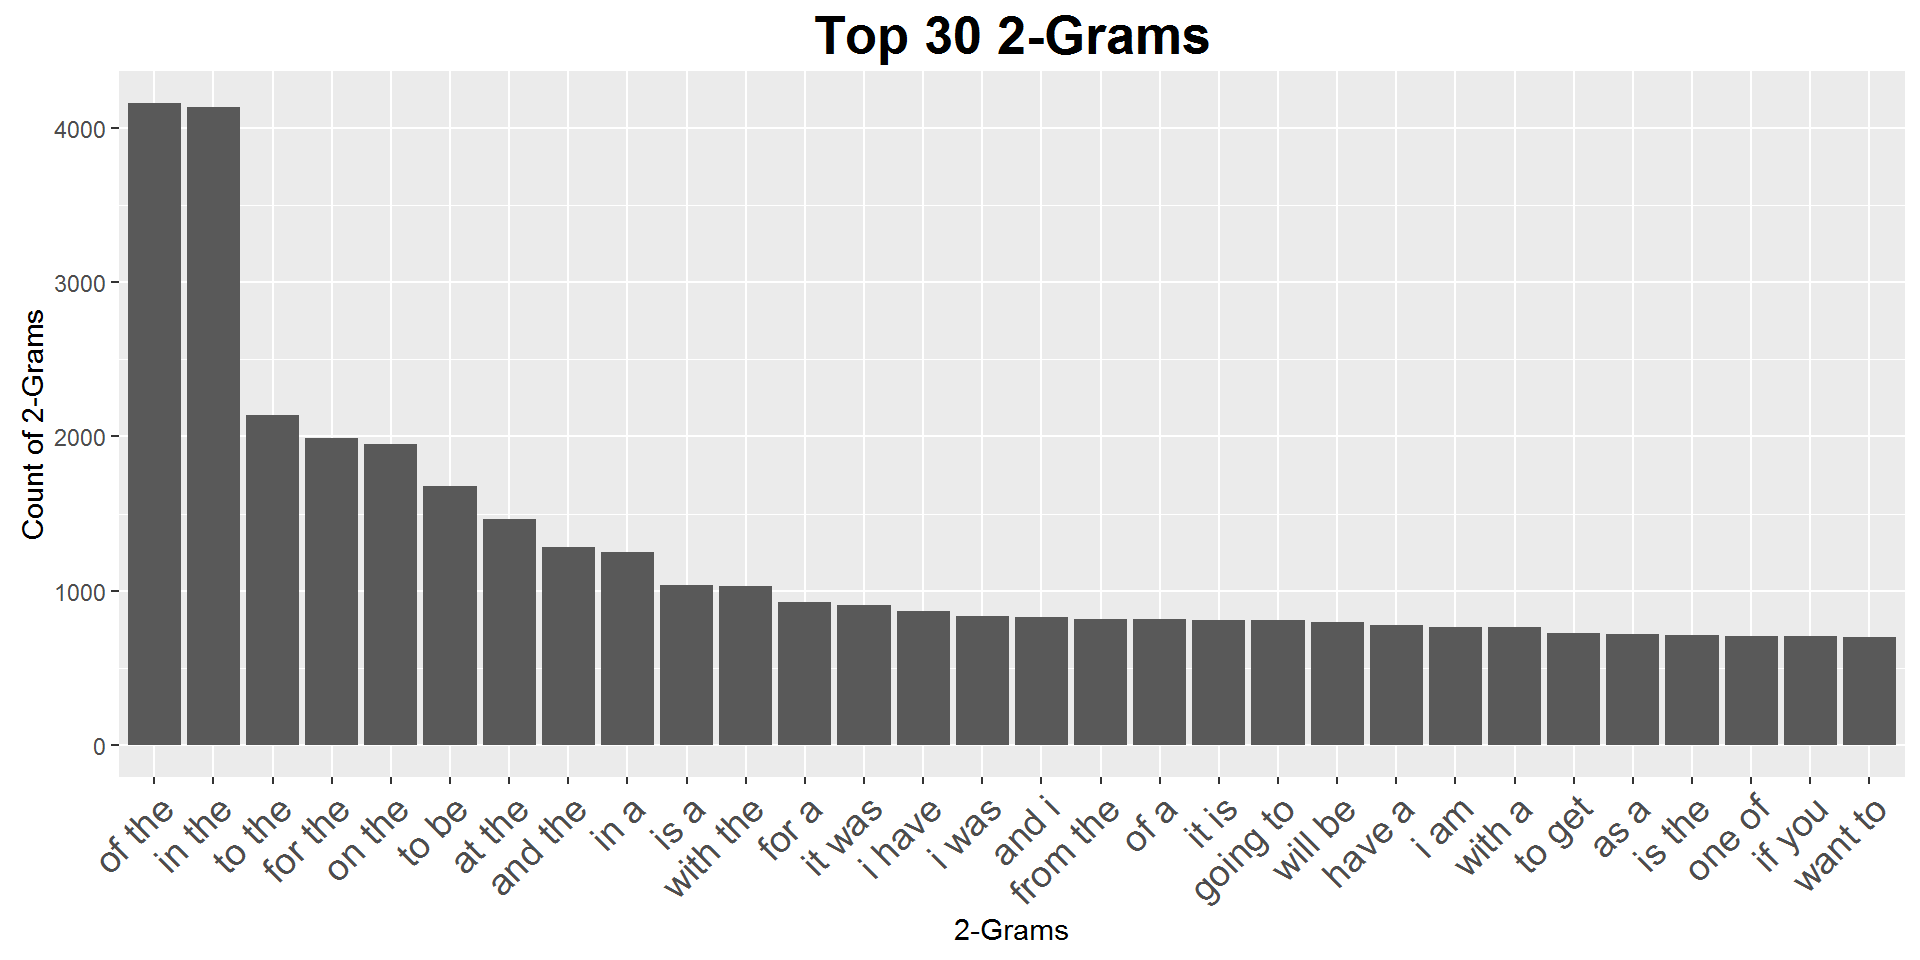 Top 30 2-Grams
Count of 2-Grams
4000
3000
2000
1000
0
of the
in the
to the
for the
on the
to be
at the
and the
in a
is a
with the
for a
it was
i have
i was
and i
from the
of a
it is
going to
will be
have a
i am
with a
to get
as a
is the
one of
if you
want to
2-Grams